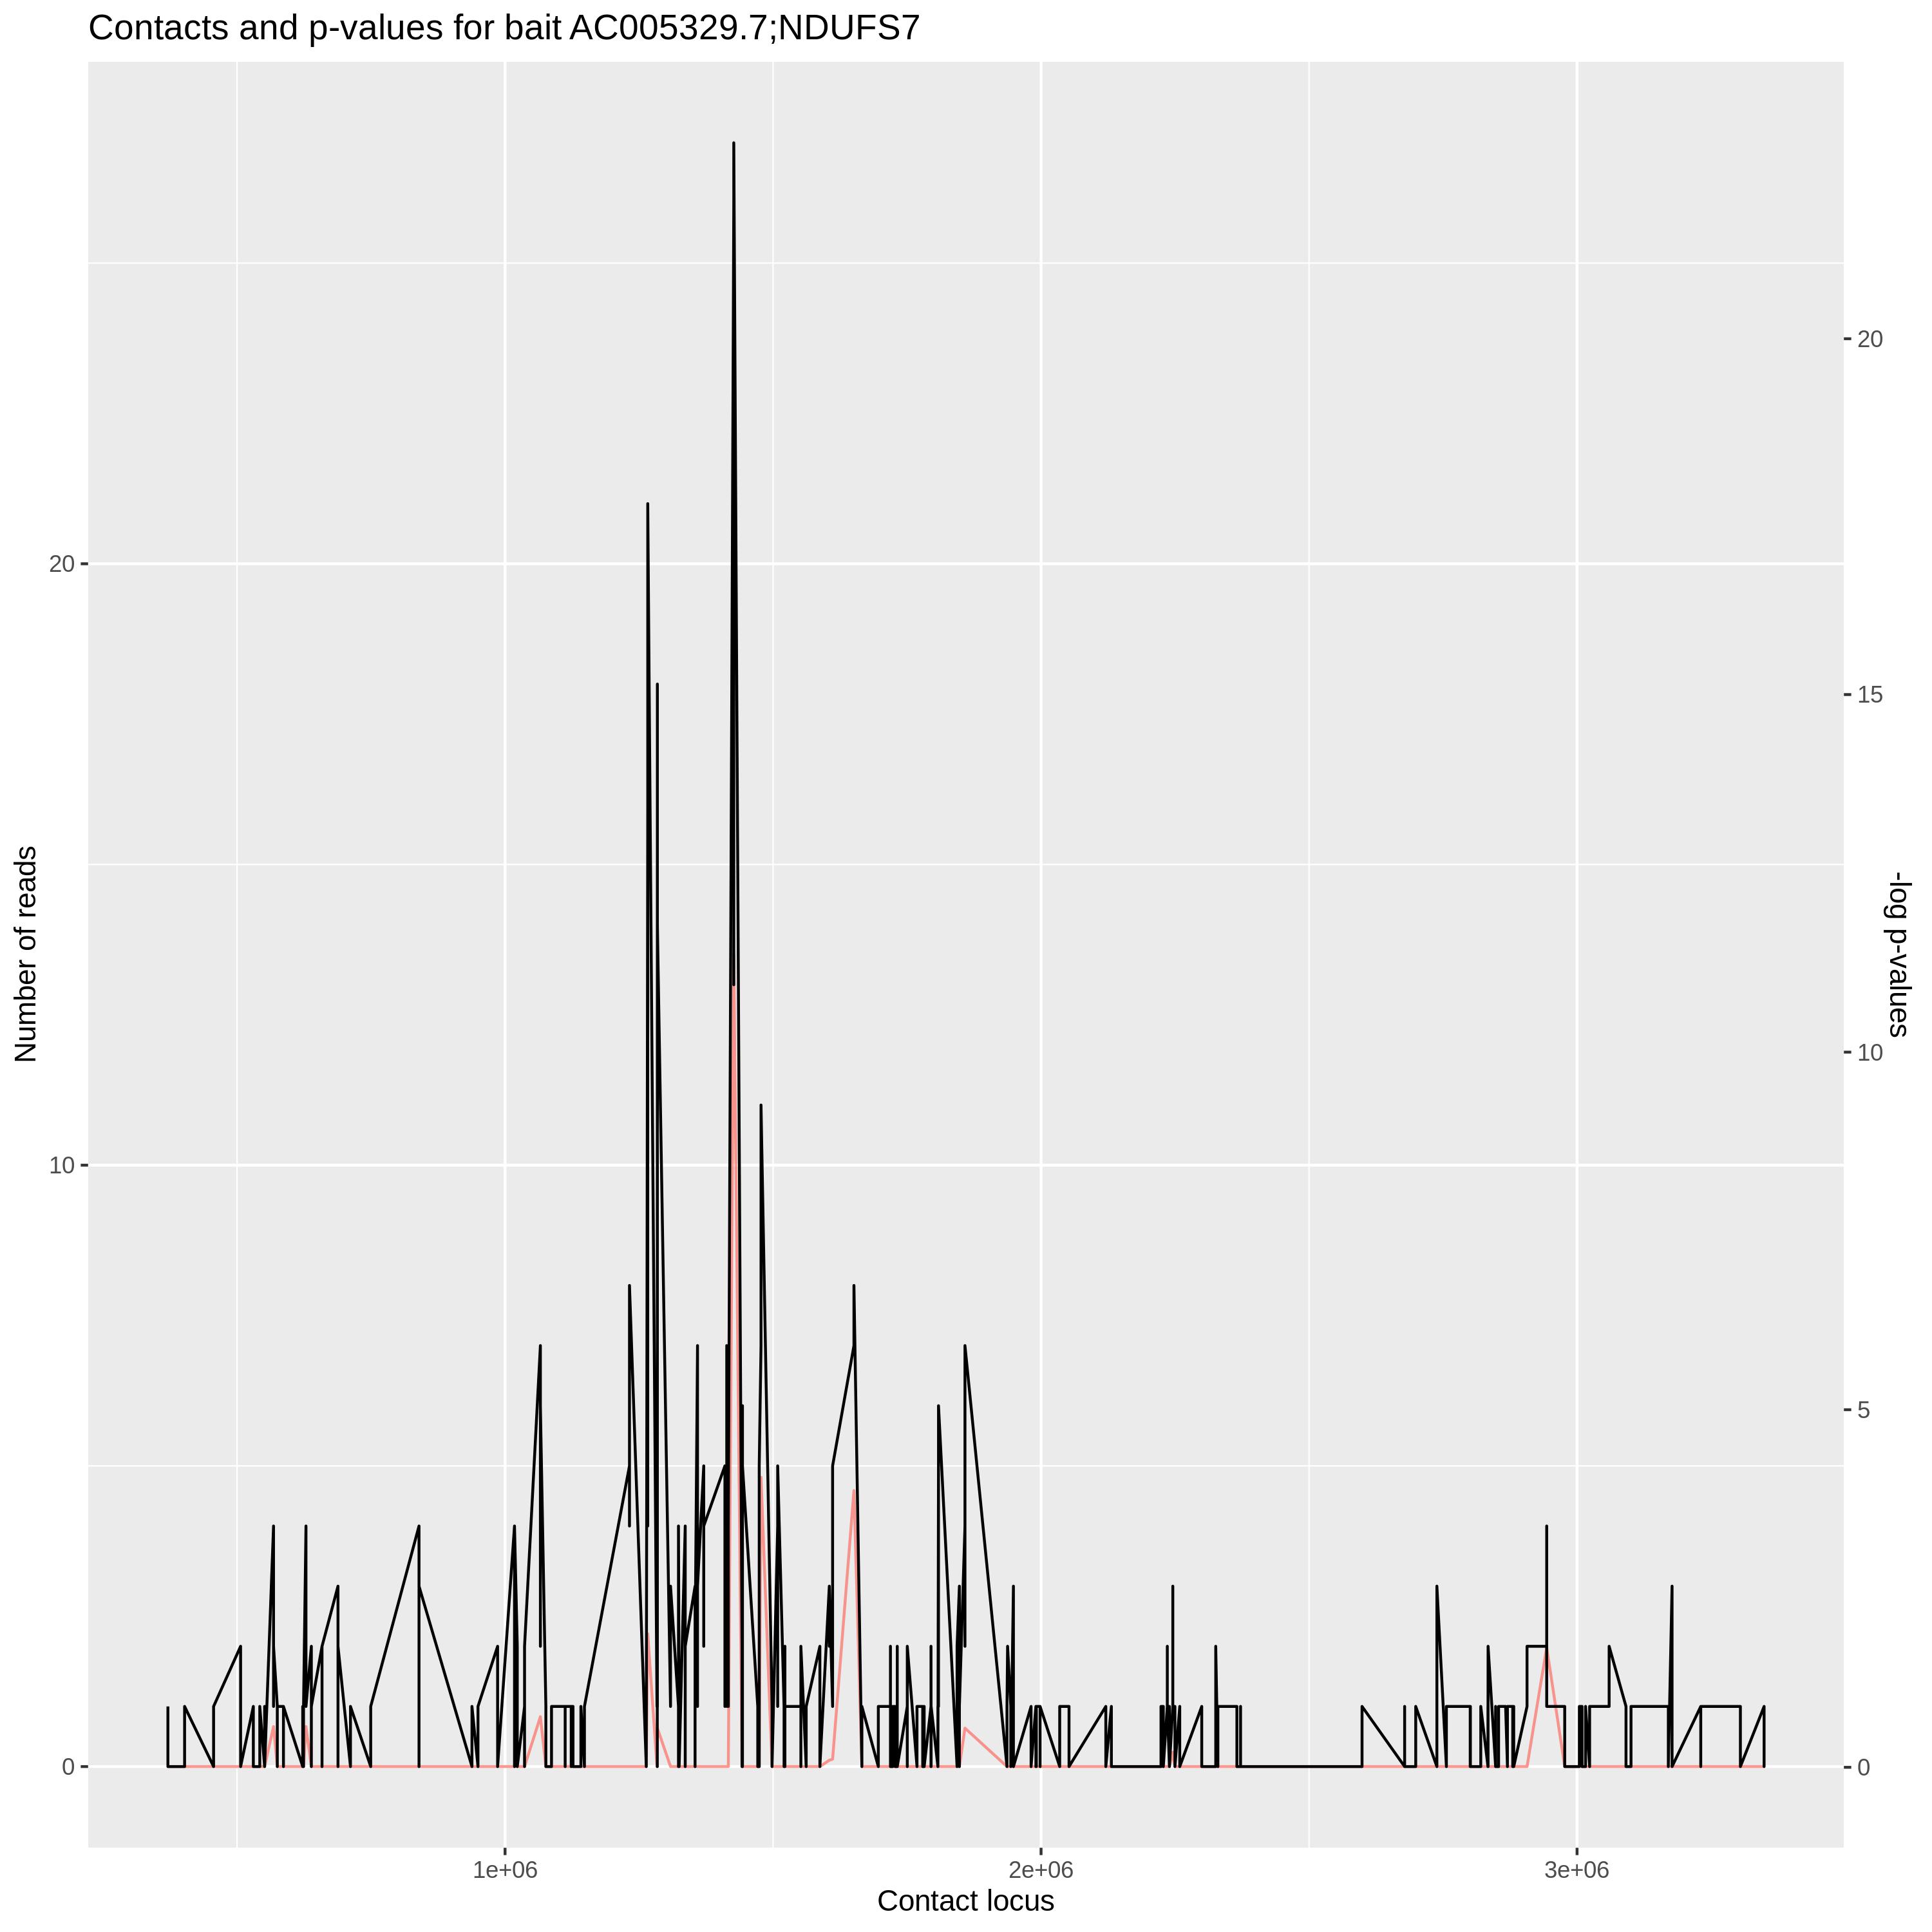 Contacts and p-values for bait AC005329.7;NDUFS7
Number of reads
20
10
0
20
15
10
5
0
-log p-values
1e+06
2e+06
3e+06
Contact locus